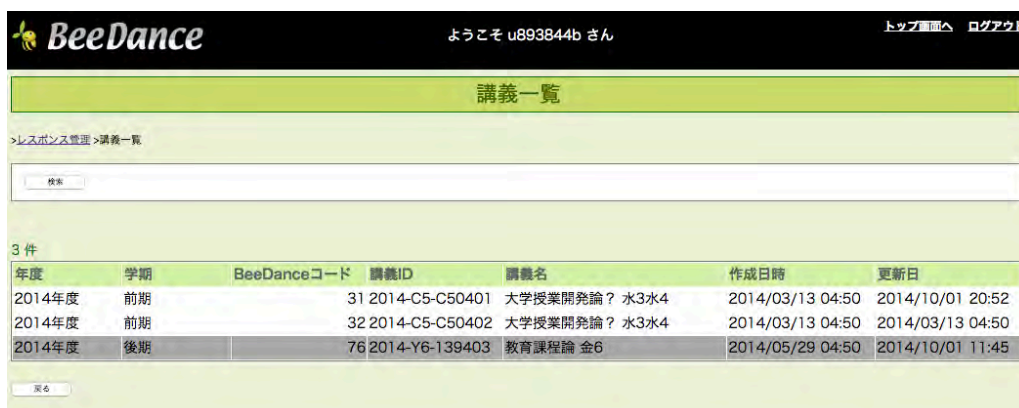 BeeDance ようこそ u893844b さん トップ画面へ ログアウト
講義一覧
>レスポンス管理 >講義一覧
検索
3 件
年度 学期 BeeDanceコード 講義ID 講義名 作成日時 更新日
2014年度 前期 31 2014-C5-C50401 大学授業開発論? 水3水4 2014/03/13 04:50 2014/10/01 20:52
2014年度 前期 32 2014-C5-C50402 大学授業開発論? 水3水4 2014/03/13 04:50 2014/03/13 04:50
2014年度 後期 76 2014-Y6-139403 教育課程論 金6 2014/05/29 04:50 2014/10/01 11:45
戻る